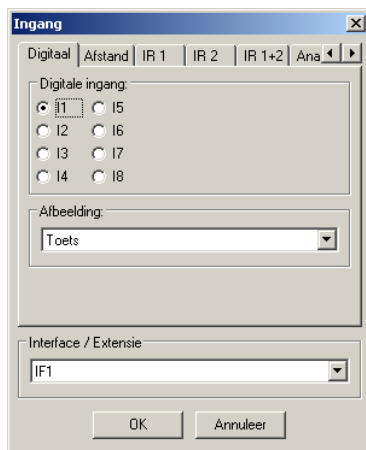 Ingang
Digitaal Afstand IR 1 IR 2 IR 1+2 Ana
Digitale ingang:
I1 I5
I2 I6
I3 I7
I4 I8
Afbeelding:
Toets
Interface / Extensie
IF1
OK Annuleer